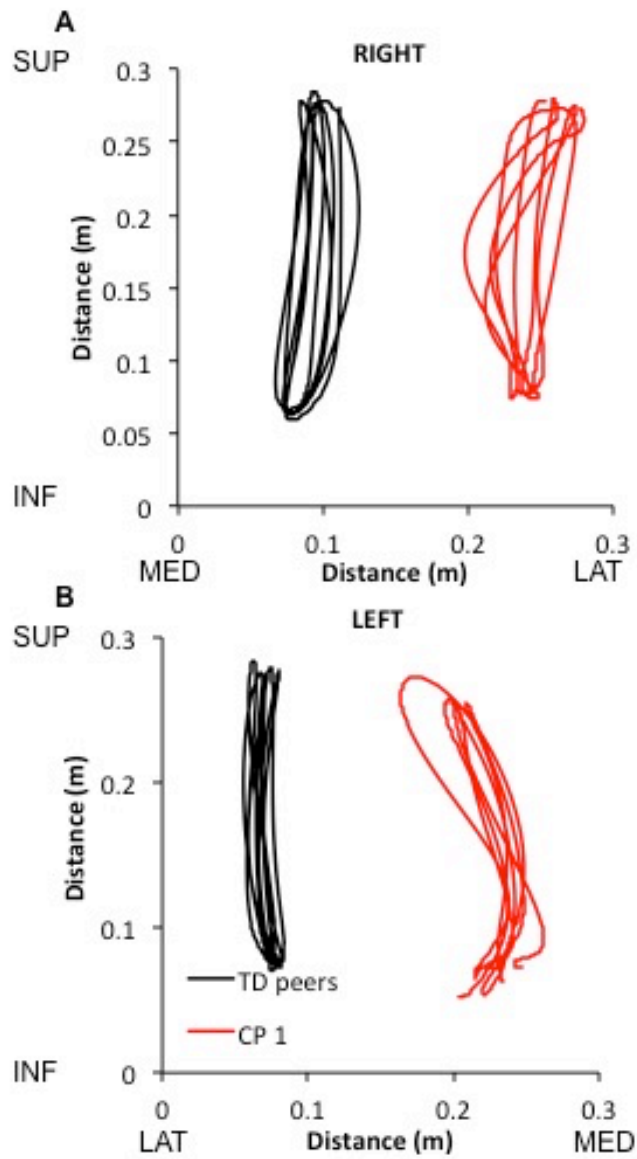 A
SUP
RIGHT
0.3
0.25
0.2
0.15
0.1
0.05
0
Distance (m)
INF
0 0.1 0.2 0.3
MED Distance (m) LAT
B
SUP
LEFT
0.3
0.2
0.1
0
Distance (m)
TD peers
CP 1
INF
0 0.1 0.2 0.3
LAT Distance (m) MED